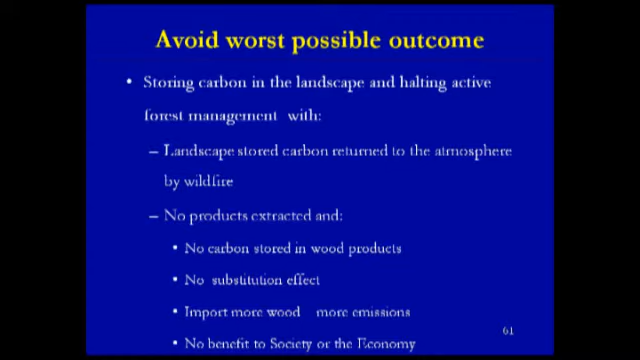 Avoid worst possible outcome
• Storing carbon in the landscape and halting active
forest management with:
– Landscape stored carbon returned to the atmosphere
by wildfire
– No products extracted and:
• No carbon stored in wood products
• No substitution effect
• Import more wood more emissions
• No benefit to Society or the Economy
61